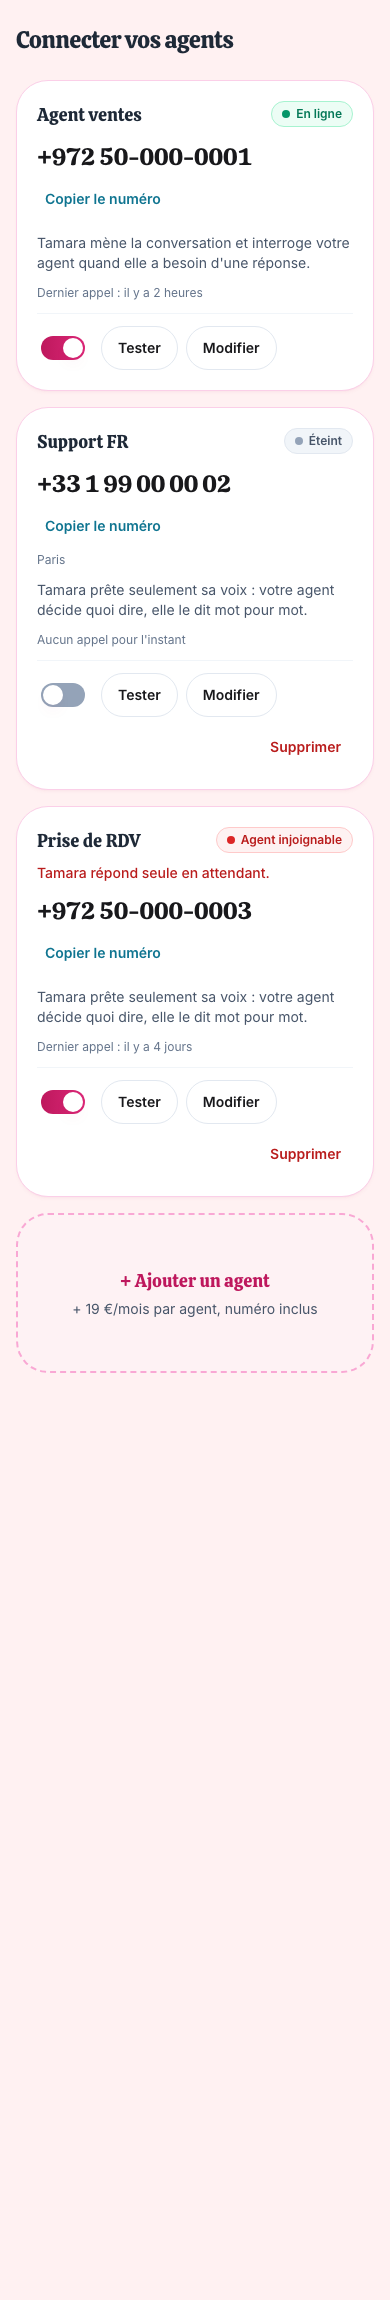 Connecter vos agents
Agent ventes
En ligne
+972 50-000-0001
Copier le numéro
Tamara mène la conversation et interroge votre
agent quand elle a besoin d'une réponse.
Dernier appel : il y a 2 heures
Tester
Modifier
Support FR
Éteint
+33 1 99 00 00 02
Copier le numéro
Paris
Tamara prête seulement sa voix : votre agent
décide quoi dire, elle le dit mot pour mot.
Aucun appel pour l'instant
Tester
Modifier
Supprimer
Prise de RDV
Agent injoignable
Tamara répond seule en attendant.
+972 50-000-0003
Copier le numéro
Tamara prête seulement sa voix : votre agent
décide quoi dire, elle le dit mot pour mot.
Dernier appel : il y a 4 jours
Tester
Modifier
Supprimer
+ Ajouter un agent
+ 19 €/mois par agent, numéro inclus